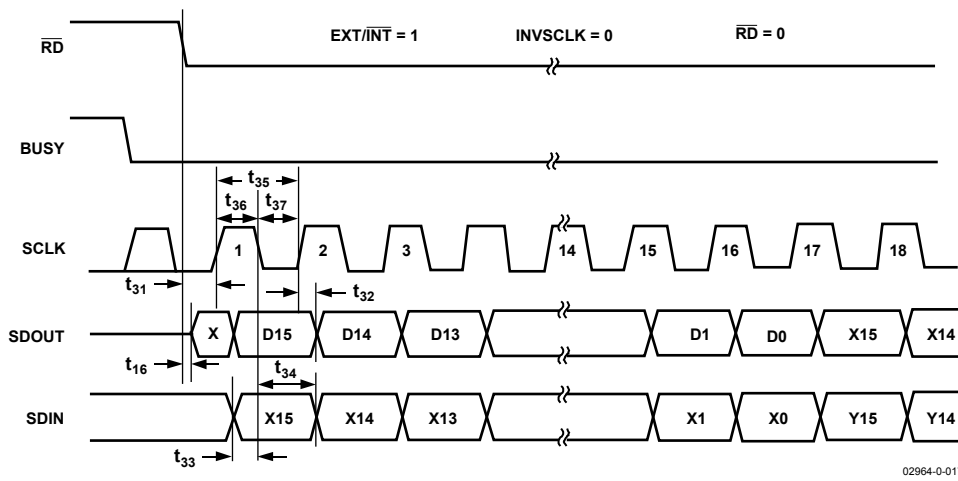 EXT/INT = 1 INVSCLK = 0 RD = 0
RD
BUSY
t35
t36 t37
SCLK 1 2 3 14 15 16 17 18
t31 t32
SDOUT X D15 D14 D13 D1 D0 X15 X14
t16 t34
SDIN X15 X14 X13 X1 X0 Y15 Y14
t33
02964-0-01